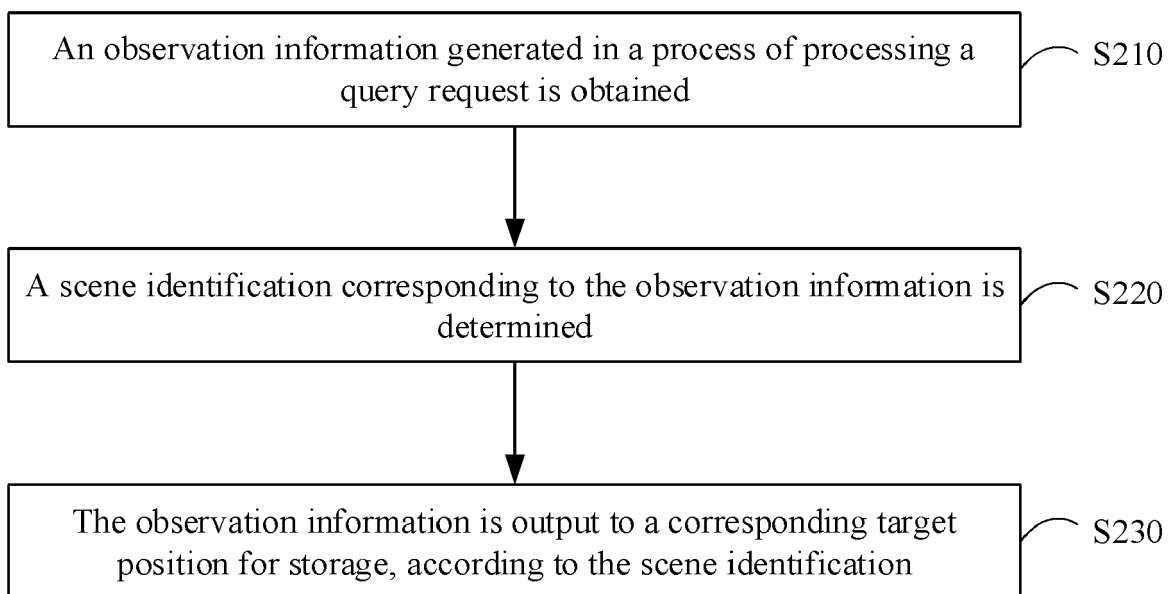 An observation information generated in a process of processing a
query request is obtained
S210
A scene identification corresponding to the observation information is
determined
S220
The observation information is output to a corresponding target
position for storage, according to the scene identification
S230